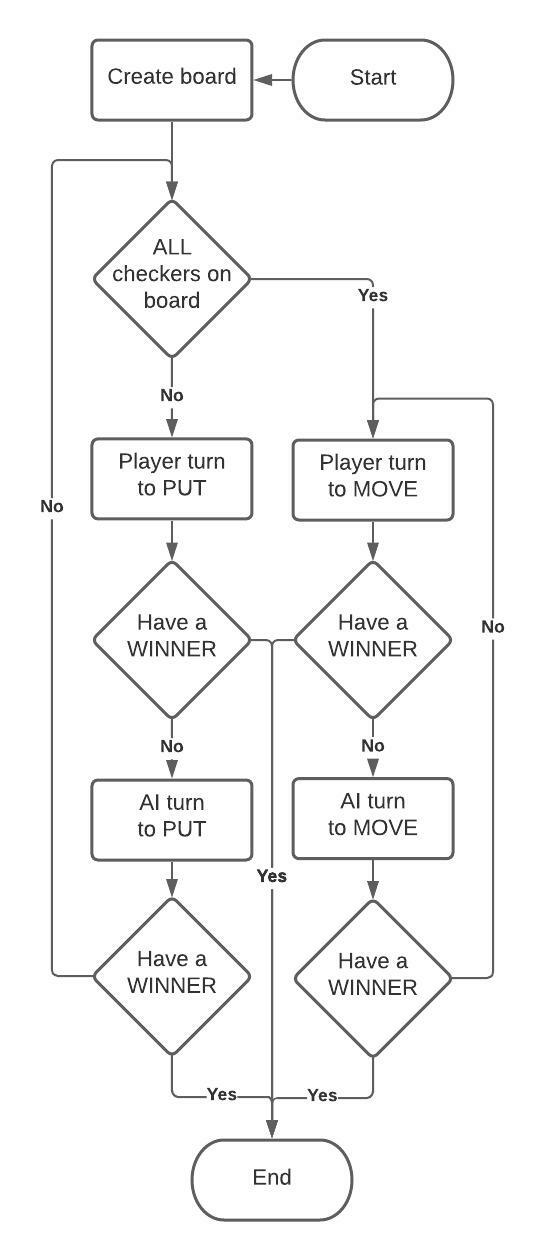 Create board
Start
ALL
checkers on
board
Yes
No
Player turn
to PUT
Player turn
to MOVE
No
Have a
WINNER
Have a
WINNER
No
No
No
AI turn
to PUT
AI turn
to MOVE
Yes
Have a
WINNER
Have a
WINNER
Yes
Yes
End